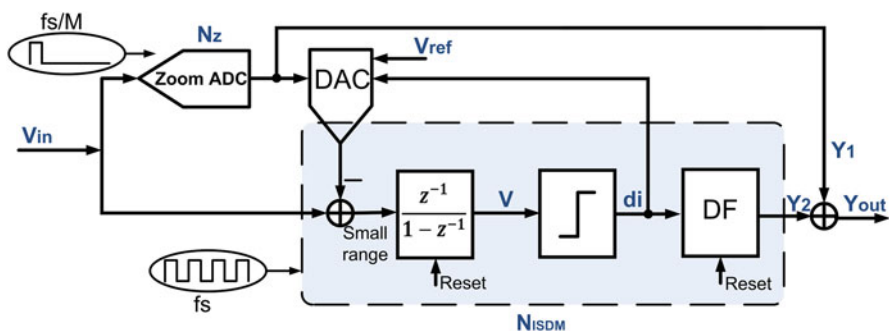 fs/M
Nz
Zoom ADC
DAC
Vref
Vin
Y1
−
z⁻¹
1 − z⁻¹
V
di
DF
Y2
Yout
Small
range
Reset
Reset
fs
NISDM